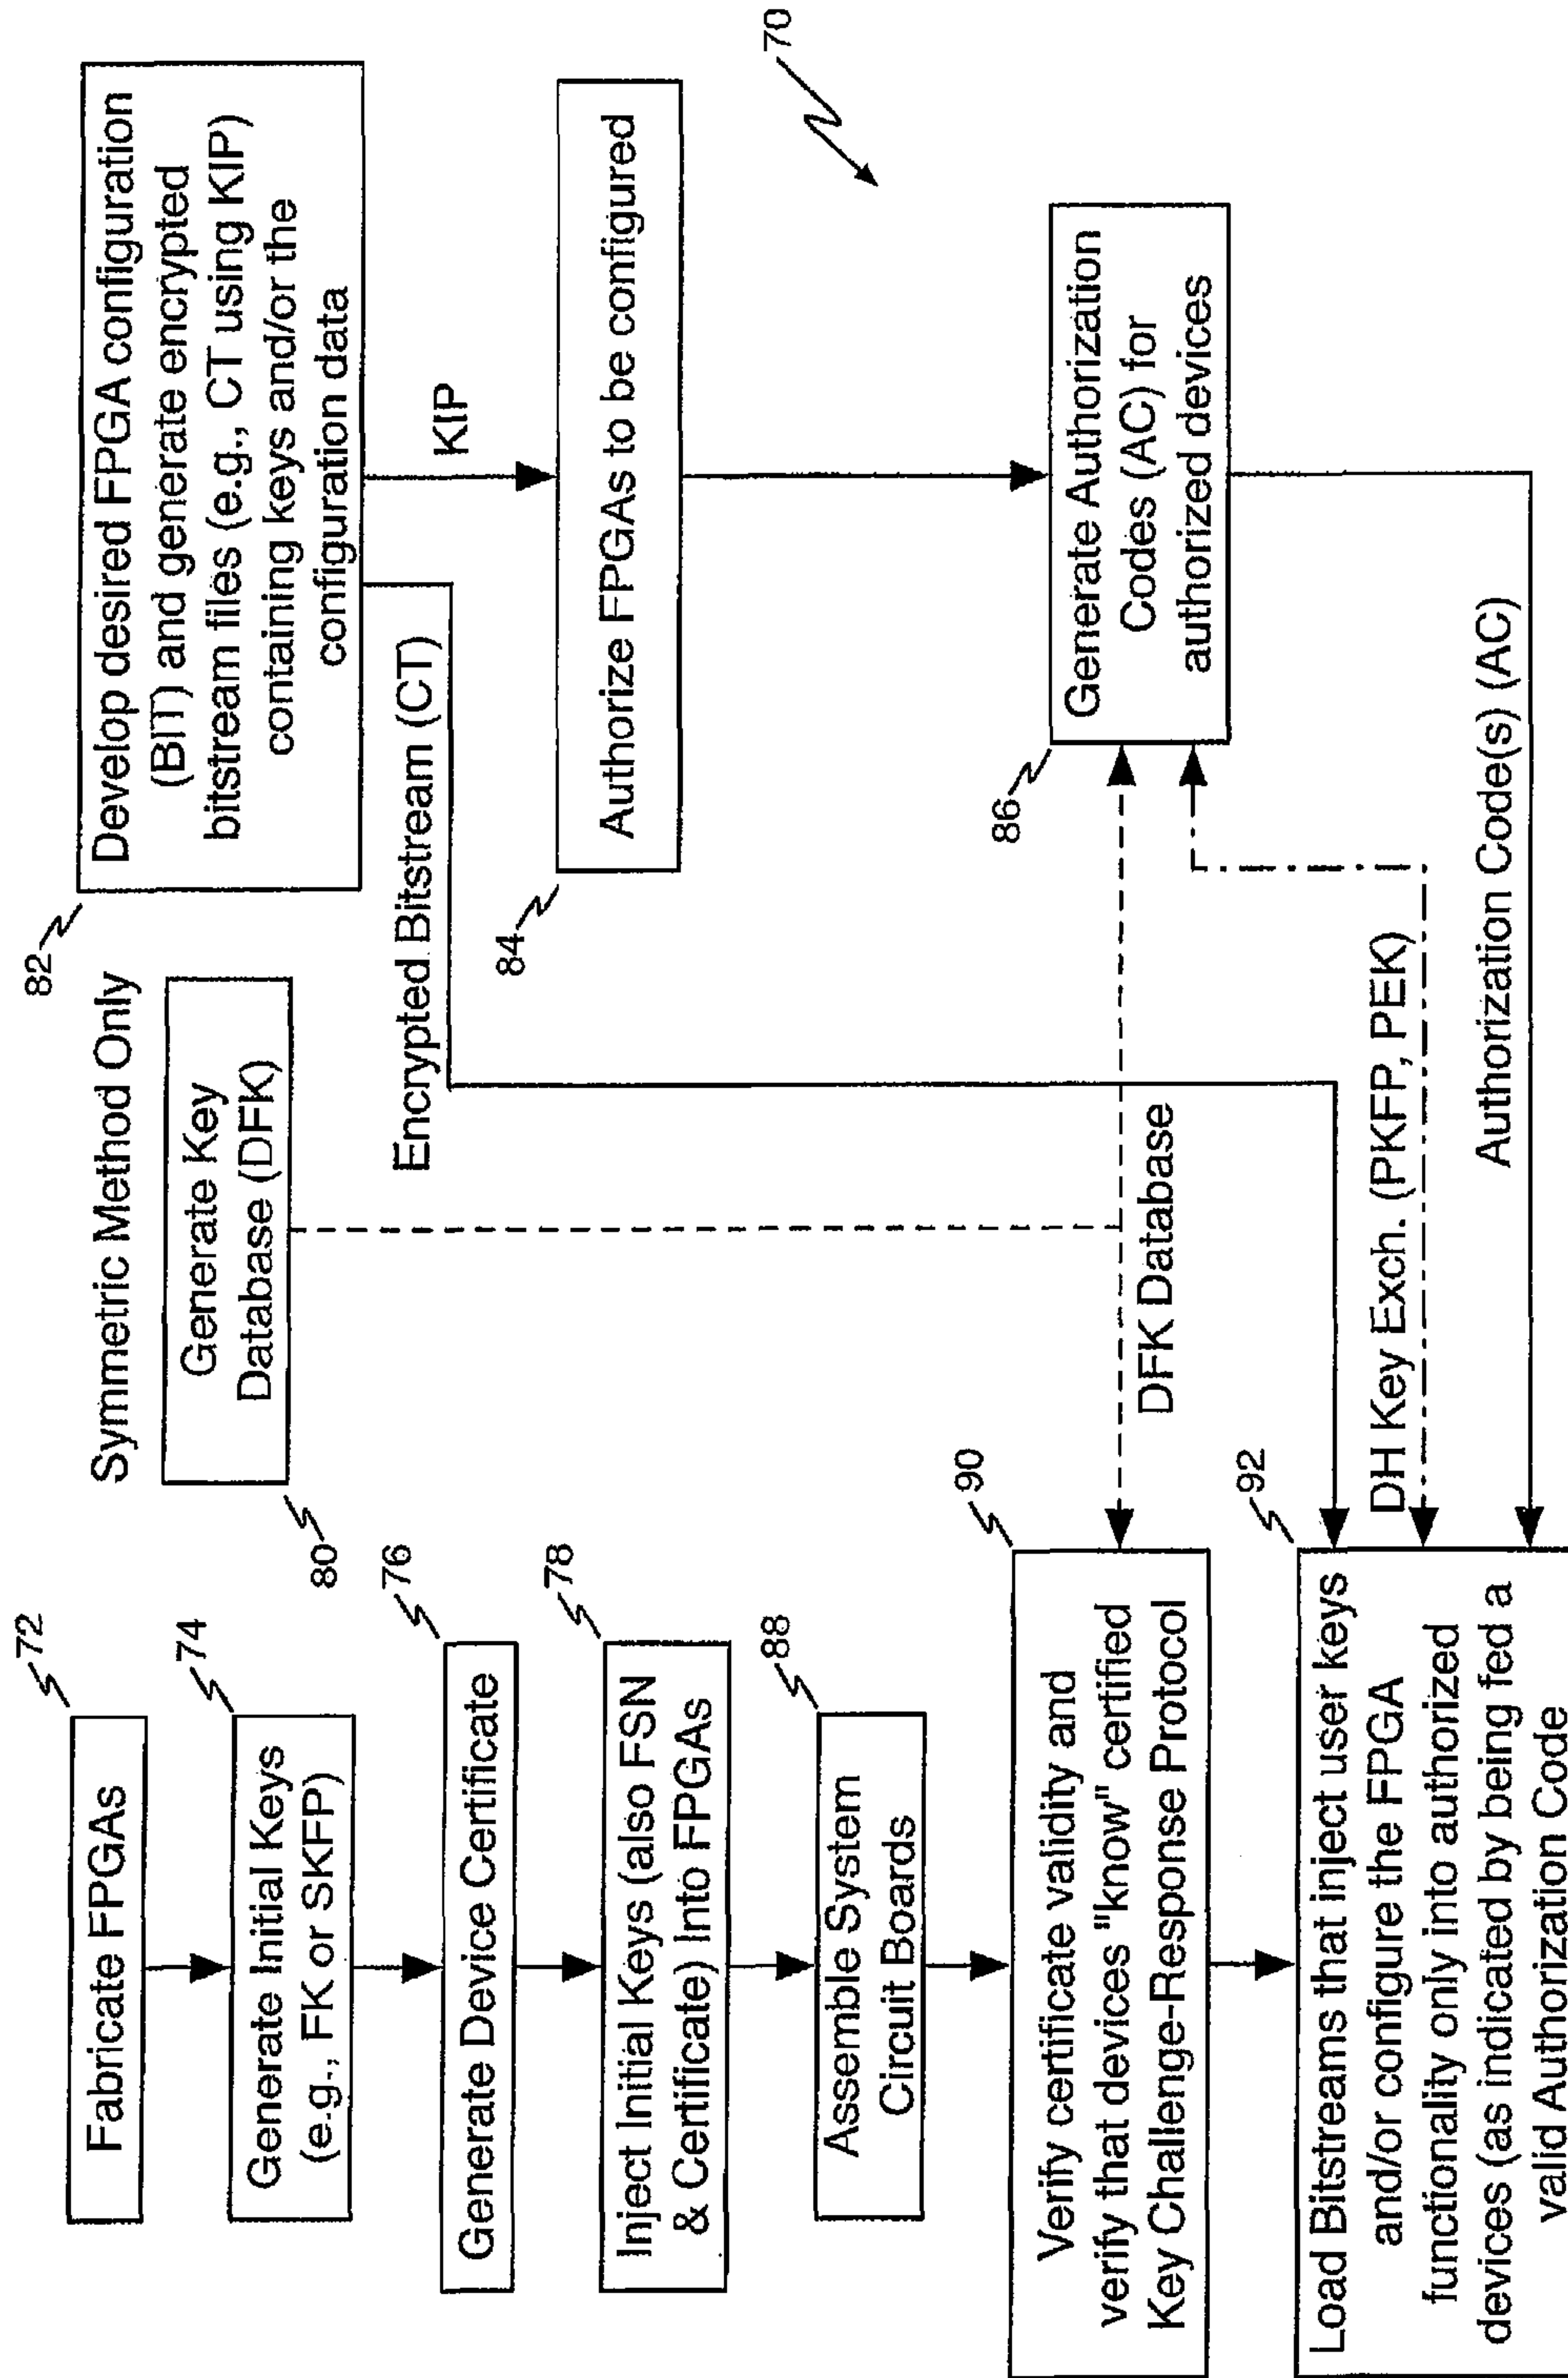 72
Fabricate FPGAs
74
Generate Initial Keys
(e.g., FK or SKFP)
76
Generate Device Certificate
78
Inject Initial Keys (also FSN
& Certificate) Into FPGAs
88
Assemble System
Circuit Boards
90
Verify certificate validity and
verify that devices "know" certified
Key Challenge-Response Protocol
92
Load Bitstreams that inject user keys
and/or configure the FPGA
functionality only into authorized
devices (as indicated by being fed a
valid Authorization Code
Symmetric Method Only
80
Generate Key
Database (DFK)
DFK Database
82
Develop desired FPGA configuration
(BIT) and generate encrypted
bitstream files (e.g., CT using KIP)
containing keys and/or the
configuration data
Encrypted Bitstream (CT)
KIP
84
Authorize FPGAs to be configured
70
86
Generate Authorization
Codes (AC) for
authorized devices
DH Key Exch. (PKFP, PEK)
Authorization Code(s) (AC)